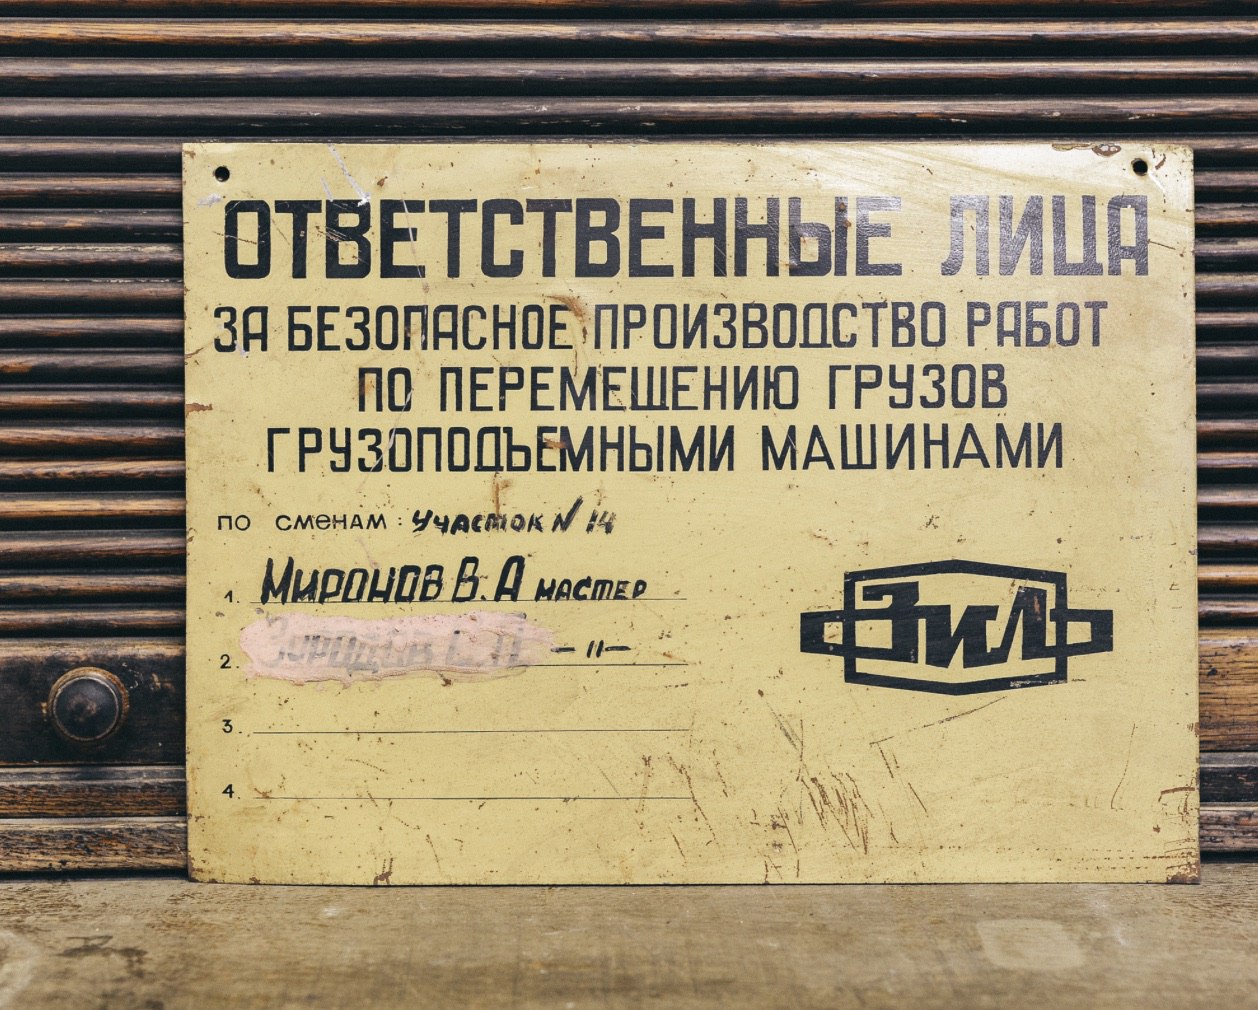 ОТВЕТСТВЕННЫЕ ЛИЦА
ЗА БЕЗОПАСНОЕ ПРОИЗВОДСТВО РАБОТ
ПО ПЕРЕМЕЩЕНИЮ ГРУЗОВ
ГРУЗОПОДЪЕМНЫМИ МАШИНАМИ
ПО СМЕНАМ: УЧАСТОК N 14
1. МИРОНОВ В. А МАСТЕР
2. –II–
3.
4.
ЗИЛ